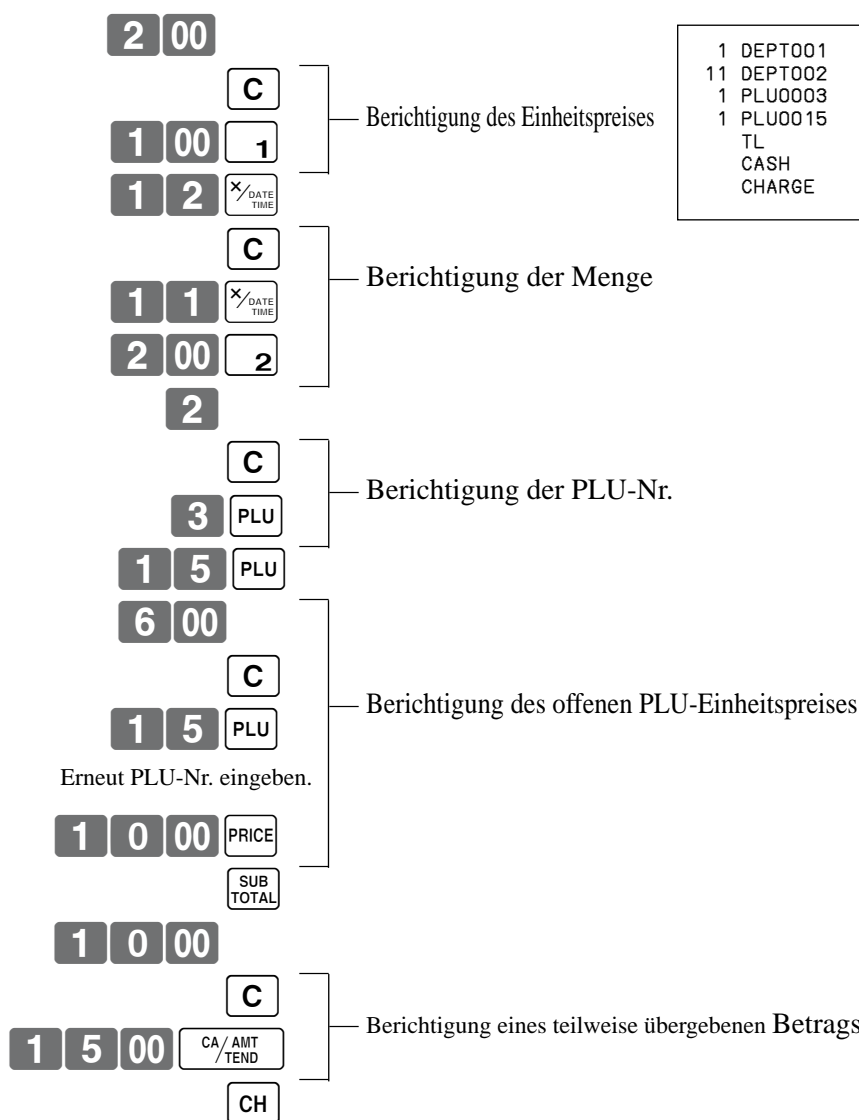 2 00
C
1 00 1
Berichtigung des Einheitspreises
1 2 ×/DATE TIME
C
1 1 ×/DATE TIME
2 00 2
Berichtigung der Menge
2
C
3 PLU
Berichtigung der PLU-Nr.
1 5 PLU
6 00
C
1 5 PLU
Erneut PLU-Nr. eingeben.
1 0 00 PRICE
Berichtigung des offenen PLU-Einheitspreises
SUB TOTAL
1 0 00
C
1 5 00 CA/AMT TEND
Berichtigung eines teilweise übergebenen Betrags
CH
1 DEPT001
11 DEPT002
1 PLU0003
1 PLU0015
TL
CASH
CHARGE